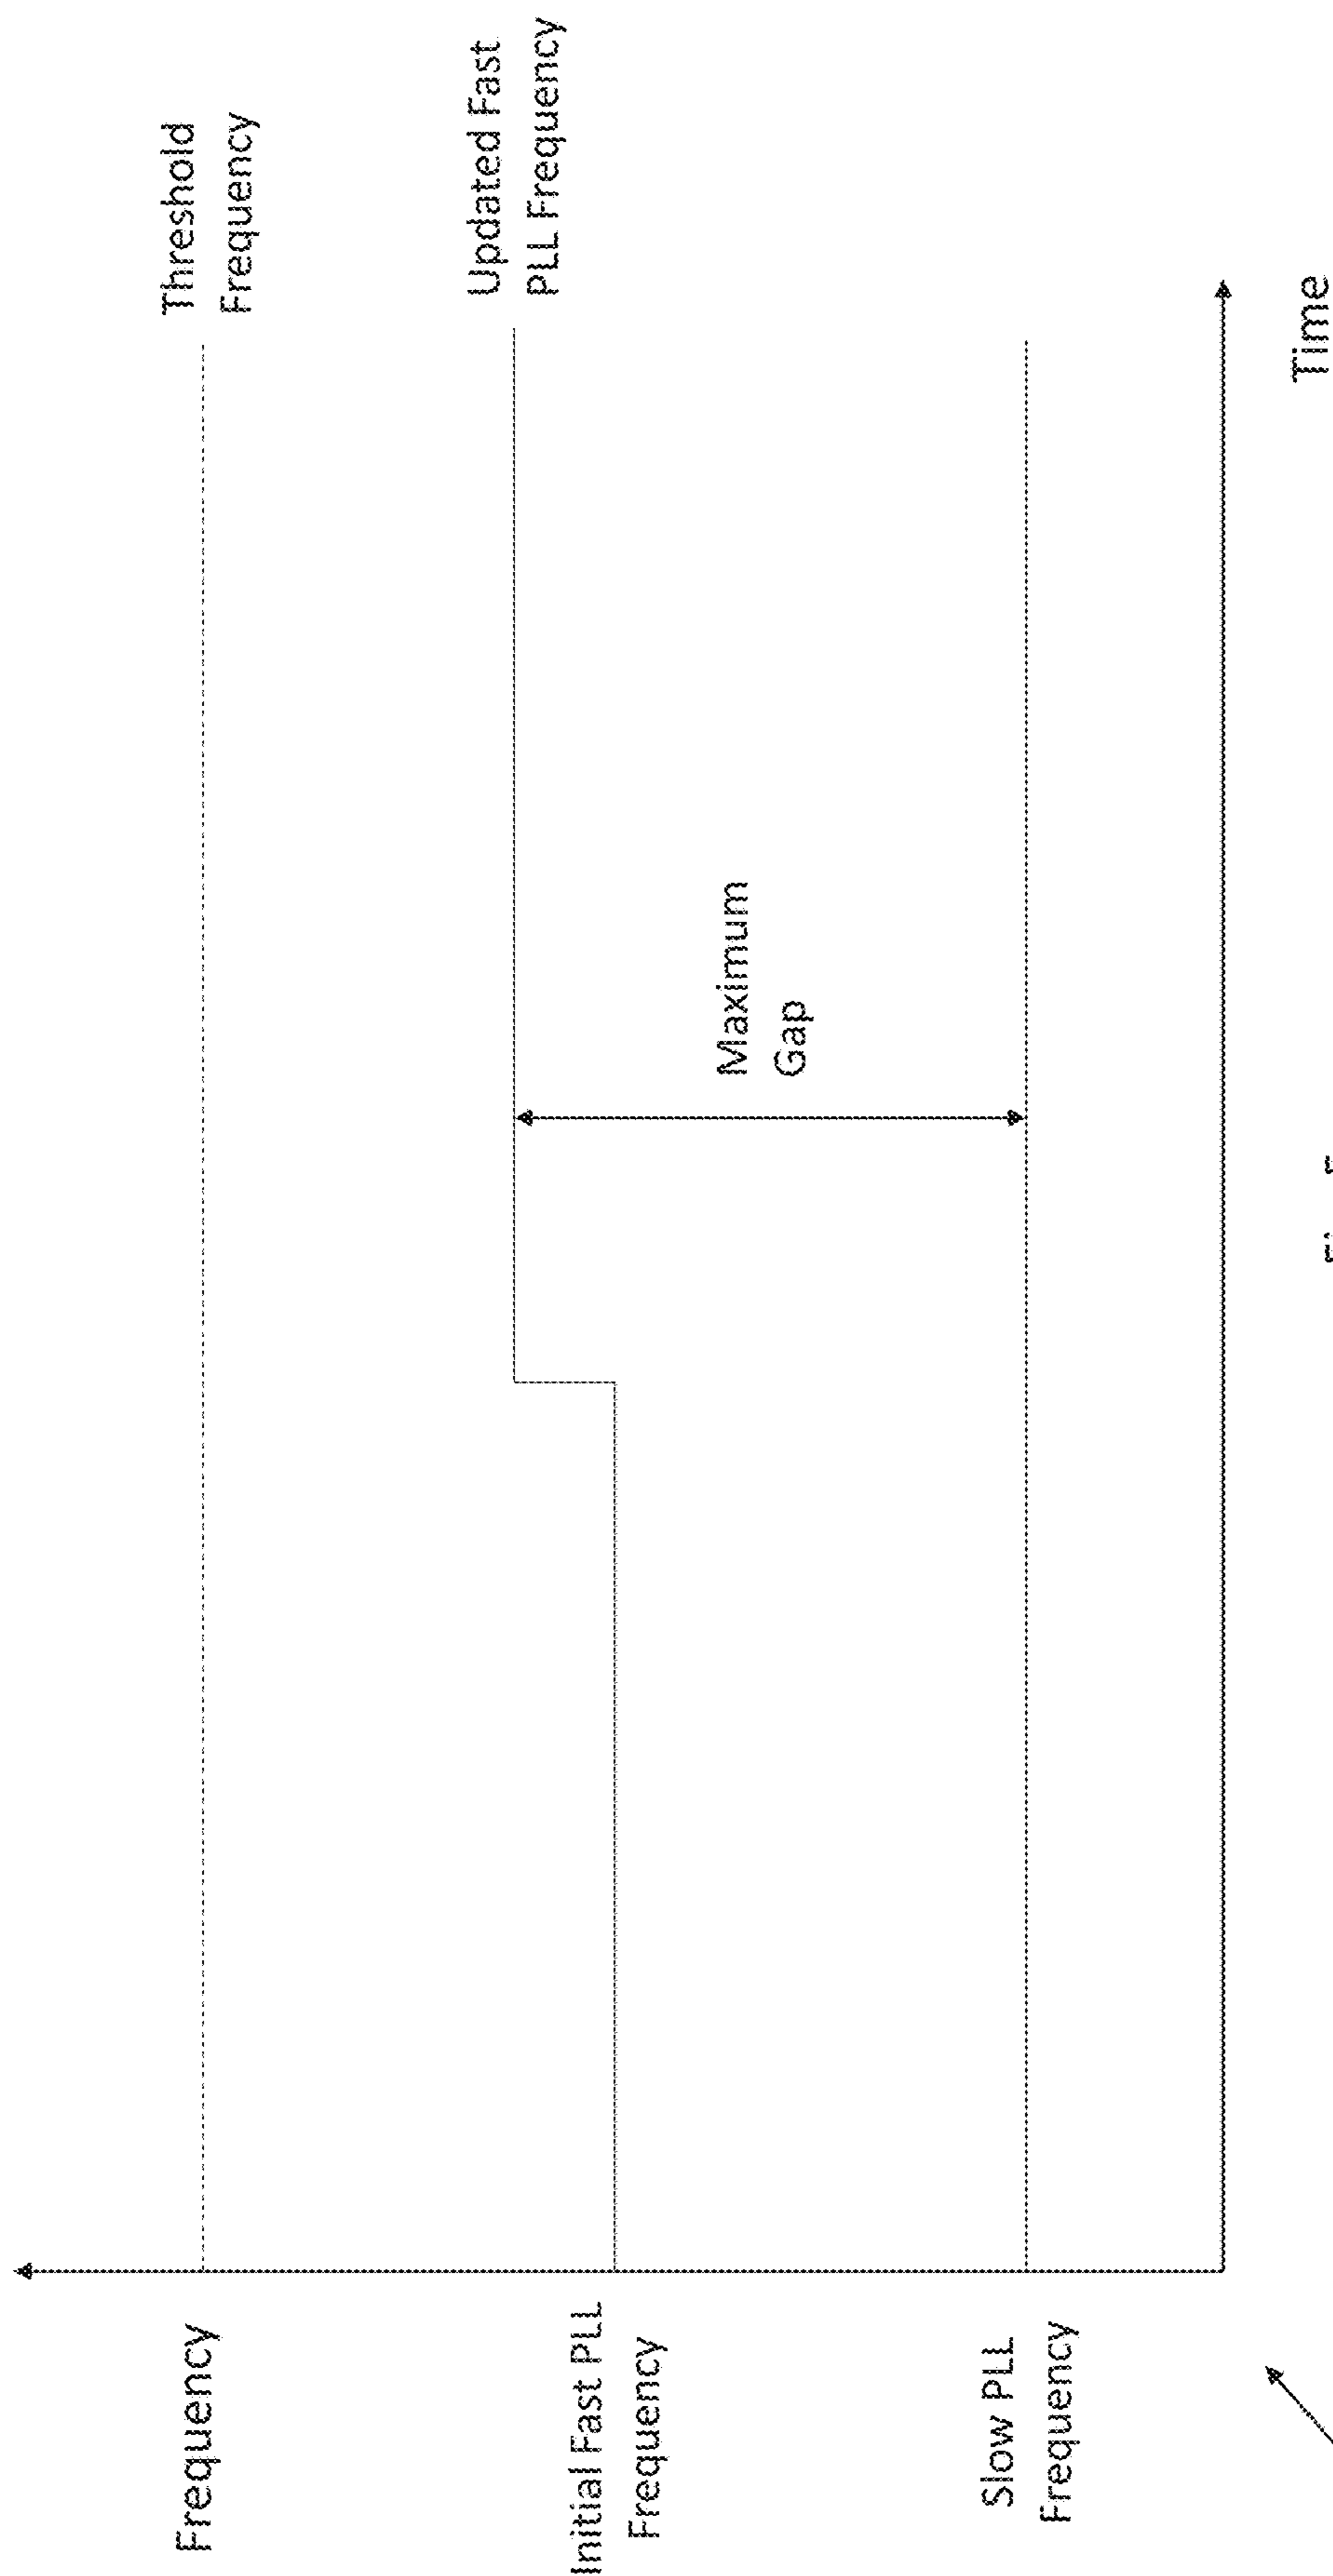 Frequency
Threshold
Frequency
Updated Fast
PLL Frequency
Initial Fast PLL
Frequency
Maximum
Gap
Slow PLL
Frequency
Time